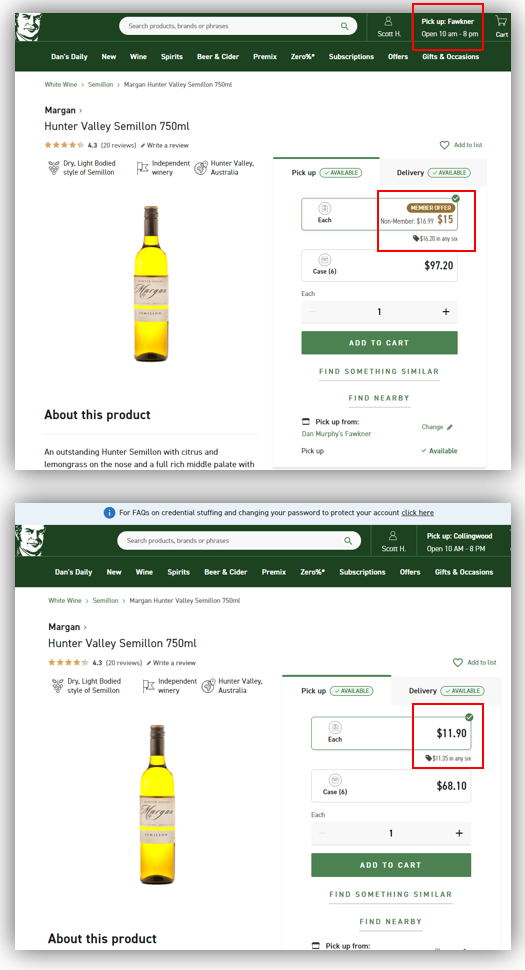 Search products, brands or phrases
Scott H.
Pick up: Fawkner
Open 10 am - 8 pm
Cart
Dan's Daily New Wine Spirits Beer & Cider Premix Zero%* Subscriptions Offers Gifts & Occasions
White Wine > Semillon > Margan Hunter Valley Semillon 750ml
Margan >
Hunter Valley Semillon 750ml
4.3 (20 reviews) Write a review
Add to list
Dry, Light Bodied
style of Semillon
Independent
winery
Hunter Valley,
Australia
Pick up AVAILABLE
Delivery AVAILABLE
Each
MEMBER OFFER
Non-Member: $16.99 $15
$16.20 in any six
Case (6)
$97.20
Each
1
ADD TO CART
FIND SOMETHING SIMILAR
FIND NEARBY
Pick up from:
Dan Murphy's Fawkner
Change
Pick up
Available
Margan
SEMILLON
About this product
An outstanding Hunter Semillon with citrus and
lemongrass on the nose and a full rich middle palate with
For FAQs on credential stuffing and changing your password to protect your account click here
Search products, brands or phrases
Scott H.
Pick up: Collingwood
Open 10 AM - 8 PM
Dan's Daily New Wine Spirits Beer & Cider Premix Zero%* Subscriptions Offers Gifts & Occasions
White Wine > Semillon > Margan Hunter Valley Semillon 750ml
Margan >
Hunter Valley Semillon 750ml
4.3 (20 reviews) Write a review
Add to list
Dry, Light Bodied
style of Semillon
Independent
winery
Hunter Valley,
Australia
Pick up AVAILABLE
Delivery AVAILABLE
Each
$11.90
$11.35 in any six
Case (6)
$68.10
Each
1
ADD TO CART
FIND SOMETHING SIMILAR
FIND NEARBY
Pick up from:
Margan
SEMILLON
About this product